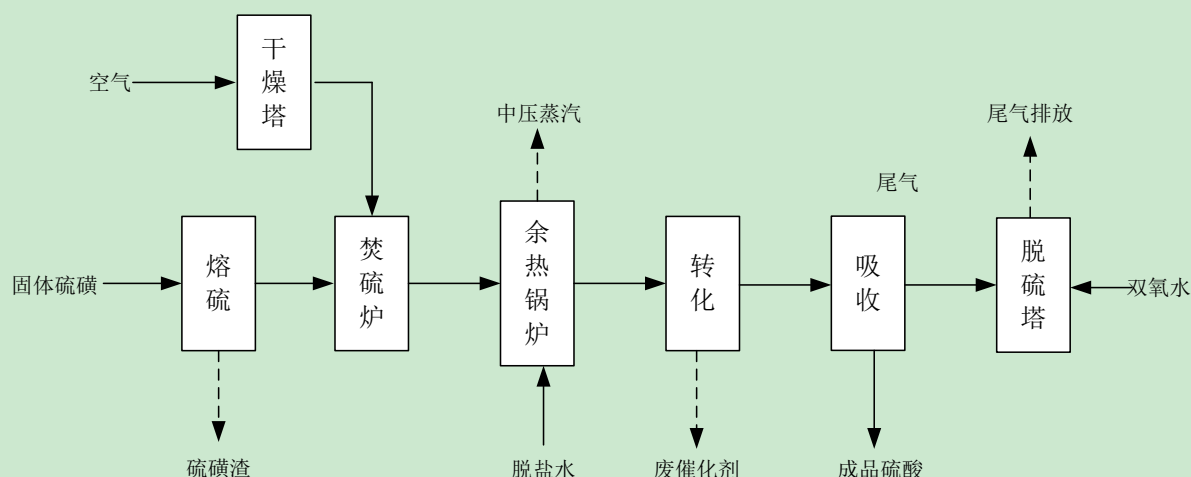 干燥塔
空气
中压蒸汽
尾气排放
尾气
熔硫
焚硫炉
余热锅炉
转化
吸收
脱硫塔
固体硫磺
双氧水
硫磺渣
脱盐水
废催化剂
成品硫酸